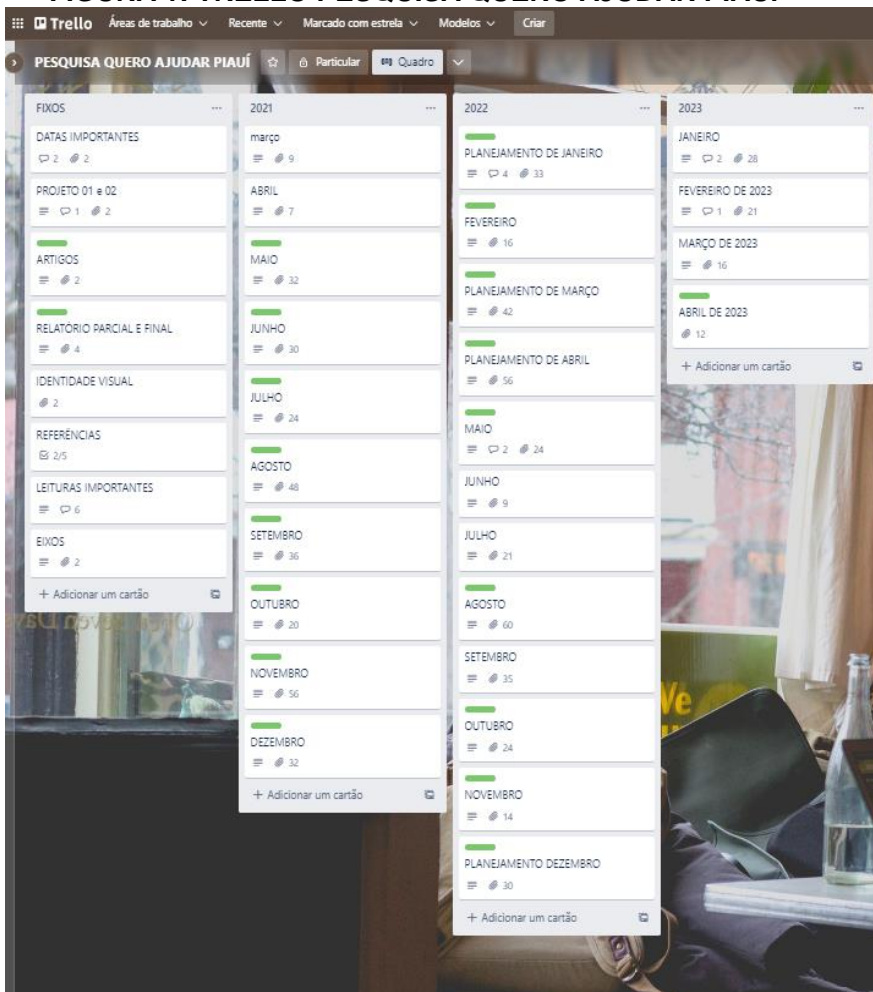 Trello Áreas de trabalho Recente Marcado com estrela Modelos Criar
PESQUISA QUERO AJUDAR PIAUÍ Particular Quadro
FIXOS
DATAS IMPORTANTES
2 2
PROJETO 01 e 02
1 2
ARTIGOS
2
RELATÓRIO PARCIAL E FINAL
4
IDENTIDADE VISUAL
2
REFERÊNCIAS
2/5
LEITURAS IMPORTANTES
6
EIXOS
2
+ Adicionar um cartão
2021
março
9
ABRIL
7
MAIO
32
JUNHO
30
JULHO
24
AGOSTO
48
SETEMBRO
36
OUTUBRO
20
NOVEMBRO
56
DEZEMBRO
32
+ Adicionar um cartão
2022
PLANEJAMENTO DE JANEIRO
4 33
FEVEREIRO
16
PLANEJAMENTO DE MARÇO
42
PLANEJAMENTO DE ABRIL
56
MAIO
2 24
JUNHO
9
JULHO
21
AGOSTO
60
SETEMBRO
35
OUTUBRO
24
NOVEMBRO
14
PLANEJAMENTO DEZEMBRO
30
+ Adicionar um cartão
2023
JANEIRO
2 28
FEVEREIRO DE 2023
1 21
MARÇO DE 2023
16
ABRIL DE 2023
12
+ Adicionar um cartão
We